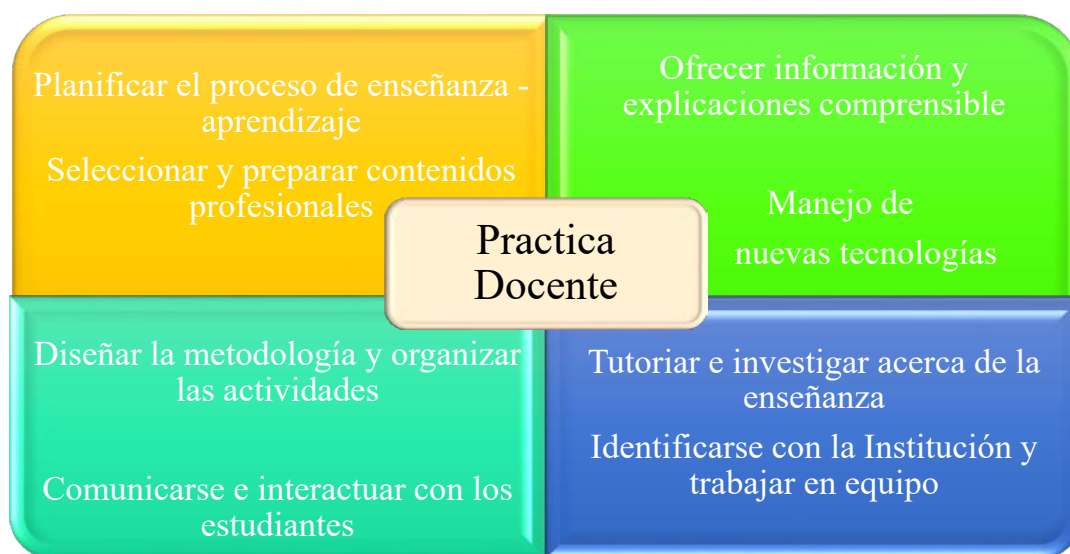 Planificar el proceso de enseñanza -
aprendizaje
Seleccionar y preparar contenidos
profesionales
Ofrecer información y
explicaciones comprensible
Manejo de
nuevas tecnologías
Practica
Docente
Diseñar la metodología y organizar
las actividades
Comunicarse e interactuar con los
estudiantes
Tutoriar e investigar acerca de la
enseñanza
Identificarse con la Institución y
trabajar en equipo